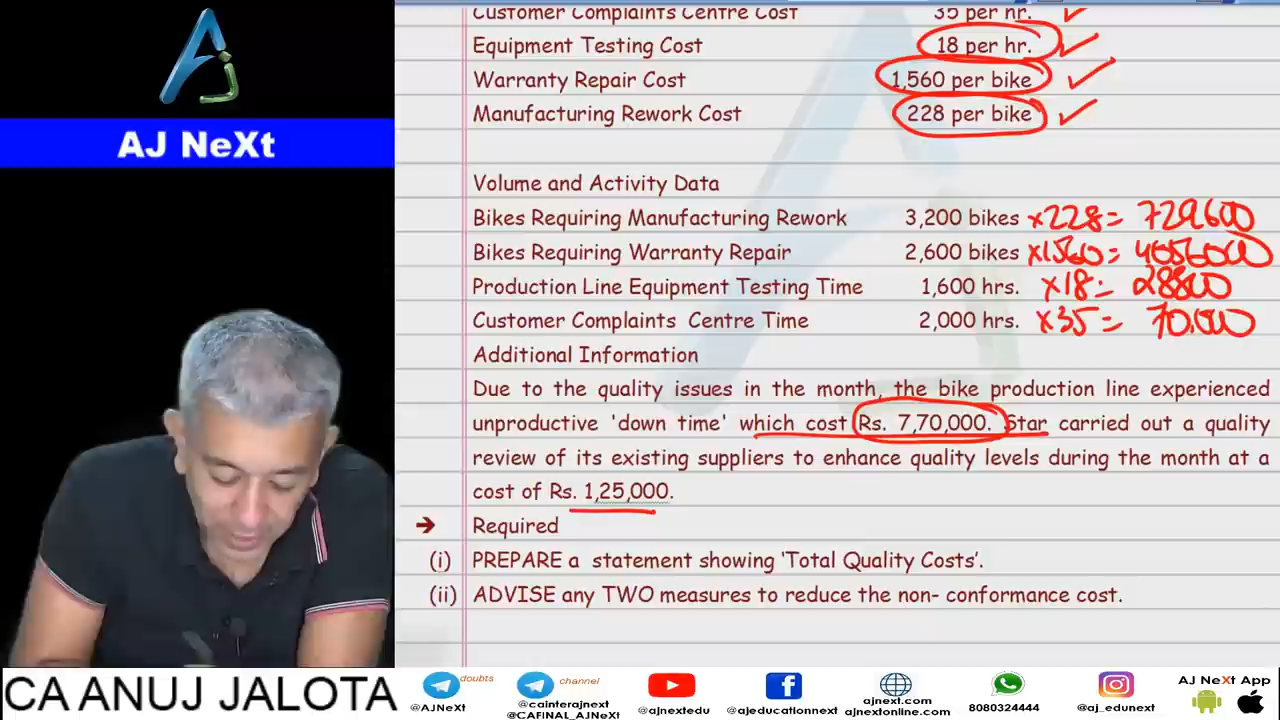 Customer Complaints Centre Cost 35 per hr.
Equipment Testing Cost 18 per hr.
Warranty Repair Cost 1,560 per bike
Manufacturing Rework Cost 228 per bike
AJ NeXt
Volume and Activity Data
Bikes Requiring Manufacturing Rework 3,200 bikes ×228= 729600
Bikes Requiring Warranty Repair 2,600 bikes ×1560= 4056000
Production Line Equipment Testing Time 1,600 hrs. ×18= 28800
Customer Complaints Centre Time 2,000 hrs. ×35= 70,000
Additional Information
Due to the quality issues in the month, the bike production line experienced
unproductive 'down time' which cost Rs. 7,70,000. Star carried out a quality
review of its existing suppliers to enhance quality levels during the month at a
cost of Rs. 1,25,000.
➔ Required
(i) PREPARE a statement showing ‘Total Quality Costs’.
(ii) ADVISE any TWO measures to reduce the non- conformance cost.
CA ANUJ JALOTA
doubts
@AJNeXt
channel
@cainterajnext
@CAFINAL_AJNeXt
@ajnextedu
@ajeducationnext
ajnext.com
ajnextonline.com
8080324444
@aj_edunext
AJ NeXt App